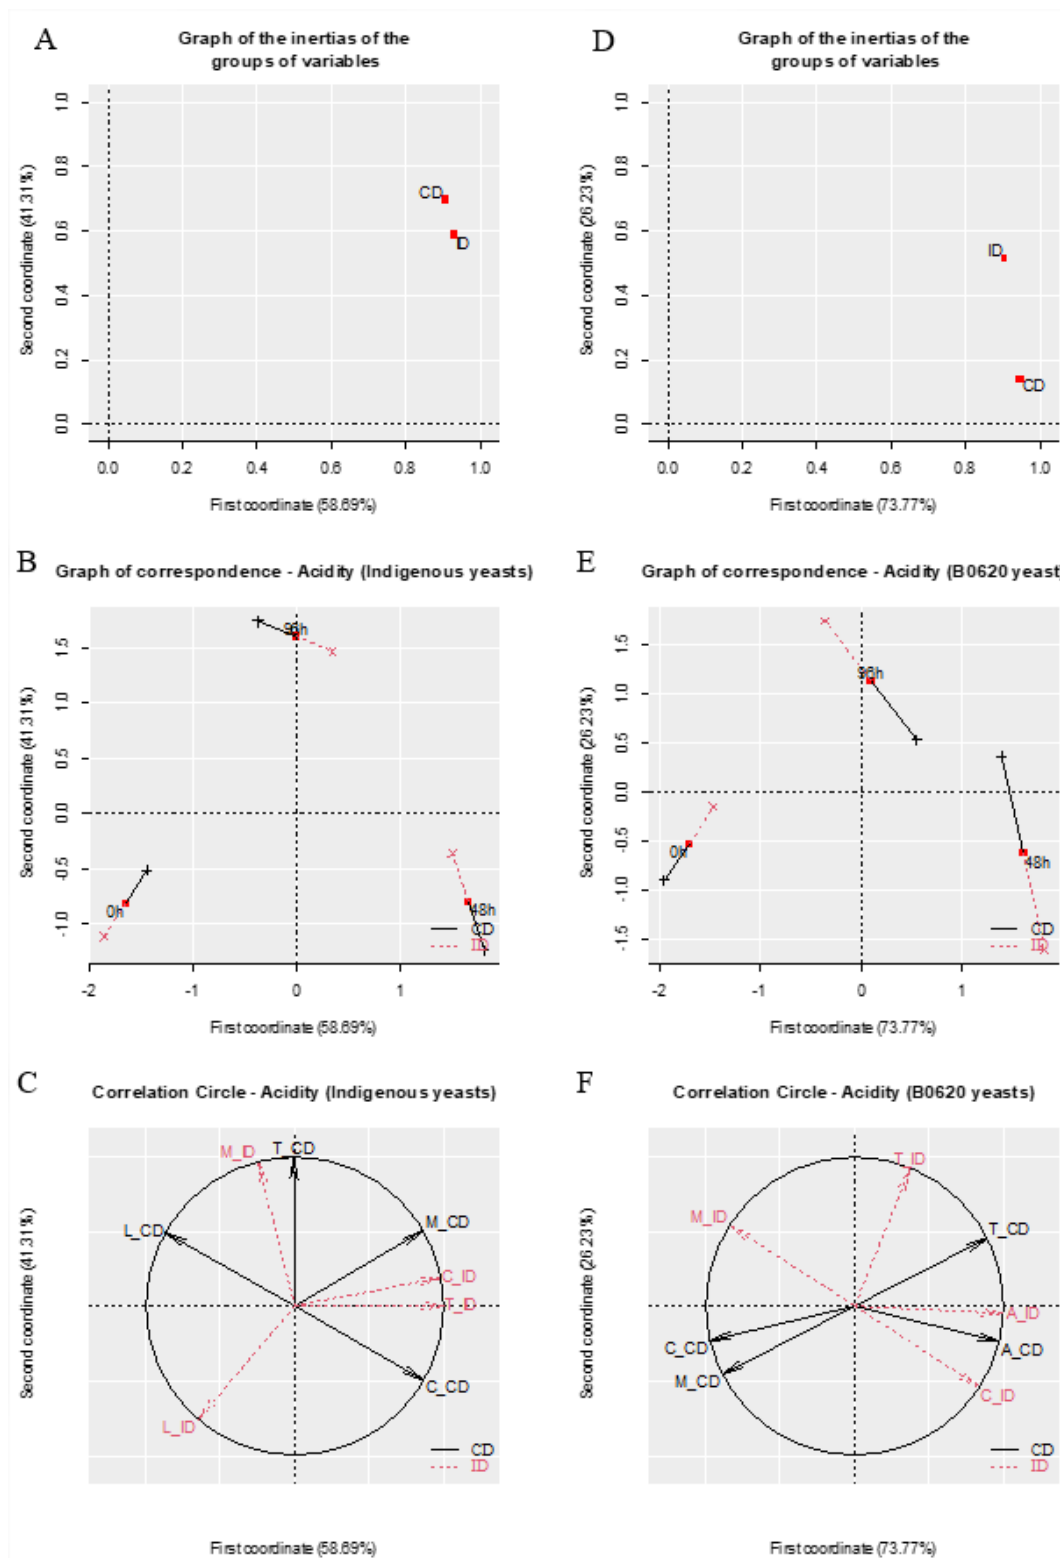 A
Graph of the inertias of the
groups of variables
Second coordinate (41.31%)
1.0
0.8
0.6
0.4
0.2
0.0
CD
ID
0.0 0.2 0.4 0.6 0.8 1.0
First coordinate (58.69%)
D
Graph of the inertias of the
groups of variables
Second coordinate (26.23%)
1.0
0.8
0.6
0.4
0.2
0.0
ID
CD
0.0 0.2 0.4 0.6 0.8 1.0
First coordinate (73.77%)
B
Graph of correspondence - Acidity (Indigenous yeasts)
Second coordinate (41.31%)
1.5
1.0
0.5
0.0
-0.5
-1.0
96h
0h
48h
CD
ID
-2 -1 0 1
First coordinate (58.69%)
E
Graph of correspondence - Acidity (B0620 yeast
Second coordinate (26.23%)
1.5
1.0
0.5
0.0
-0.5
-1.0
-1.5
96h
0h
48h
CD
ID
-2 -1 0 1
First coordinate (73.77%)
C
Correlation Circle - Acidity (Indigenous yeasts)
Second coordinate (41.31%)
M_ID
T_CD
L_CD
M_CD
C_ID
T_ID
C_CD
L_ID
CD
ID
First coordinate (58.69%)
F
Correlation Circle - Acidity (B0620 yeasts)
Second coordinate (26.23%)
T_ID
M_ID
T_CD
A_ID
C_CD
A_CD
M_CD
C_ID
CD
ID
First coordinate (73.77%)